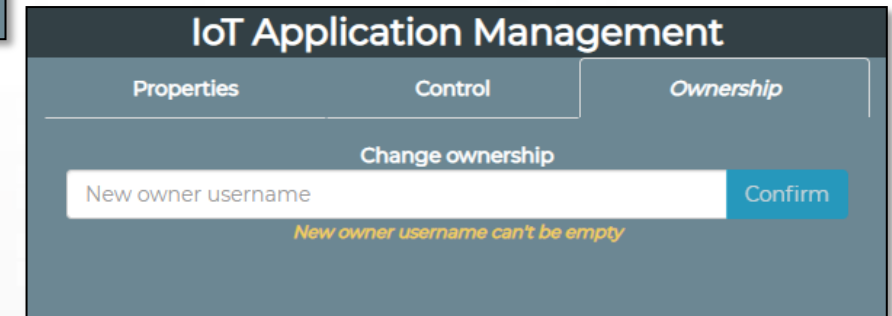 IoT Application Management
Properties Control Ownership
Change ownership
New owner username Confirm
New owner username can't be empty